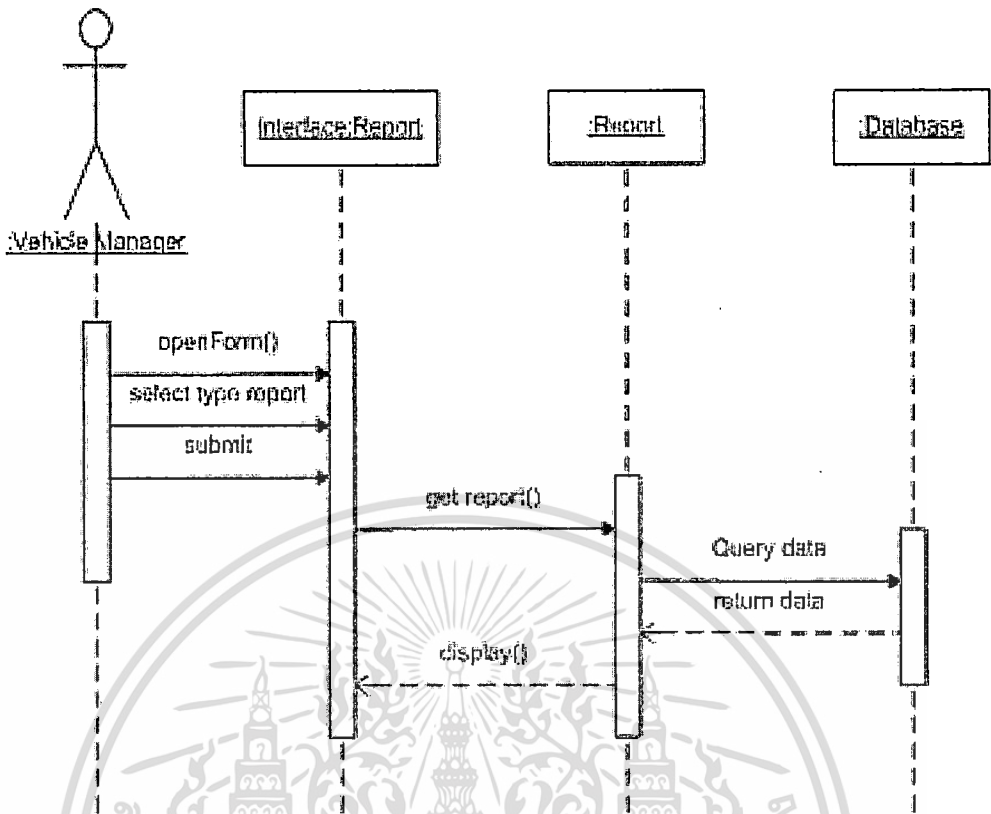 Interface:Report
:Report
:Database
:Vehicle Manager
openForm()
select type report
submit
get report()
Query data
return data
display()